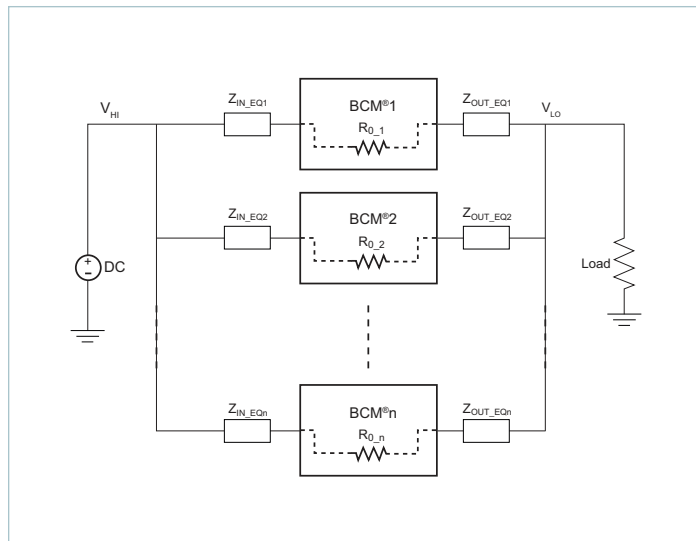 V_HI
Z_IN_EQ1
BCM®1
R_0_1
Z_OUT_EQ1
V_LO
Z_IN_EQ2
BCM®2
R_0_2
Z_OUT_EQ2
+
–
DC
Load
Z_IN_EQn
BCM®n
R_0_n
Z_OUT_EQn